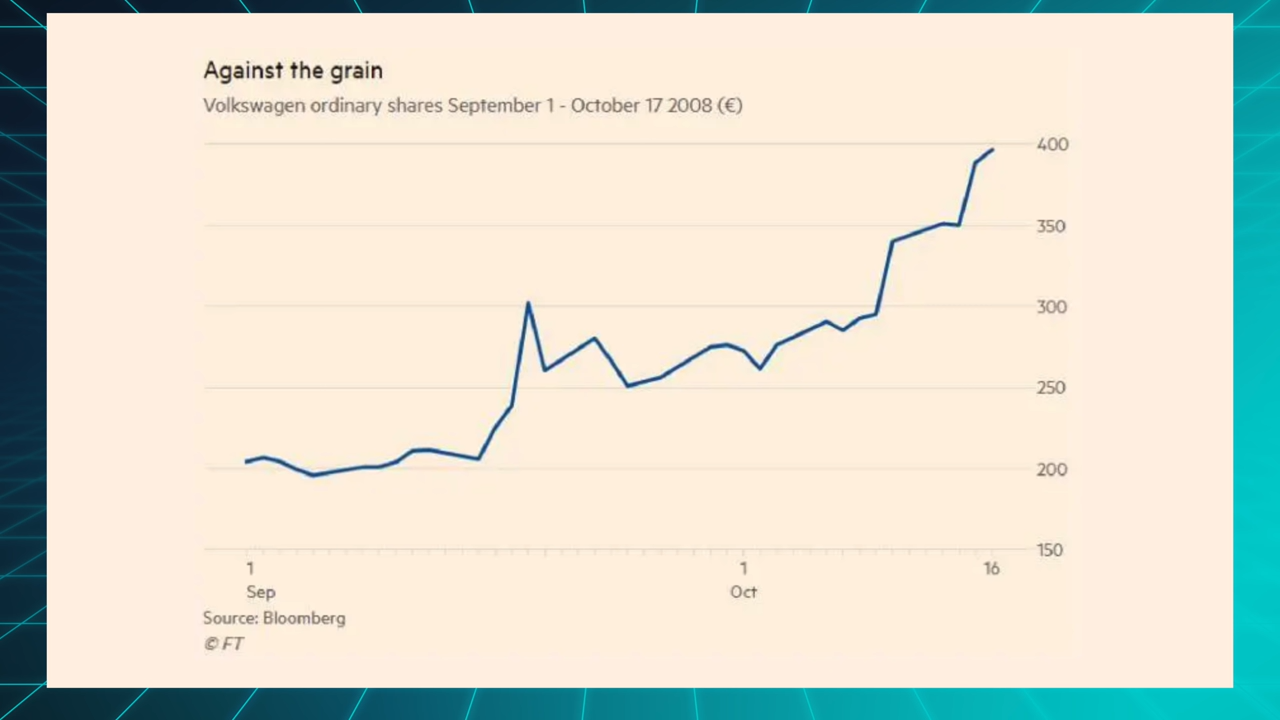 Against the grain
Volkswagen ordinary shares September 1 - October 17 2008 (€)
400
350
300
250
200
150
1 1 16
Sep Oct
Source: Bloomberg
© FT